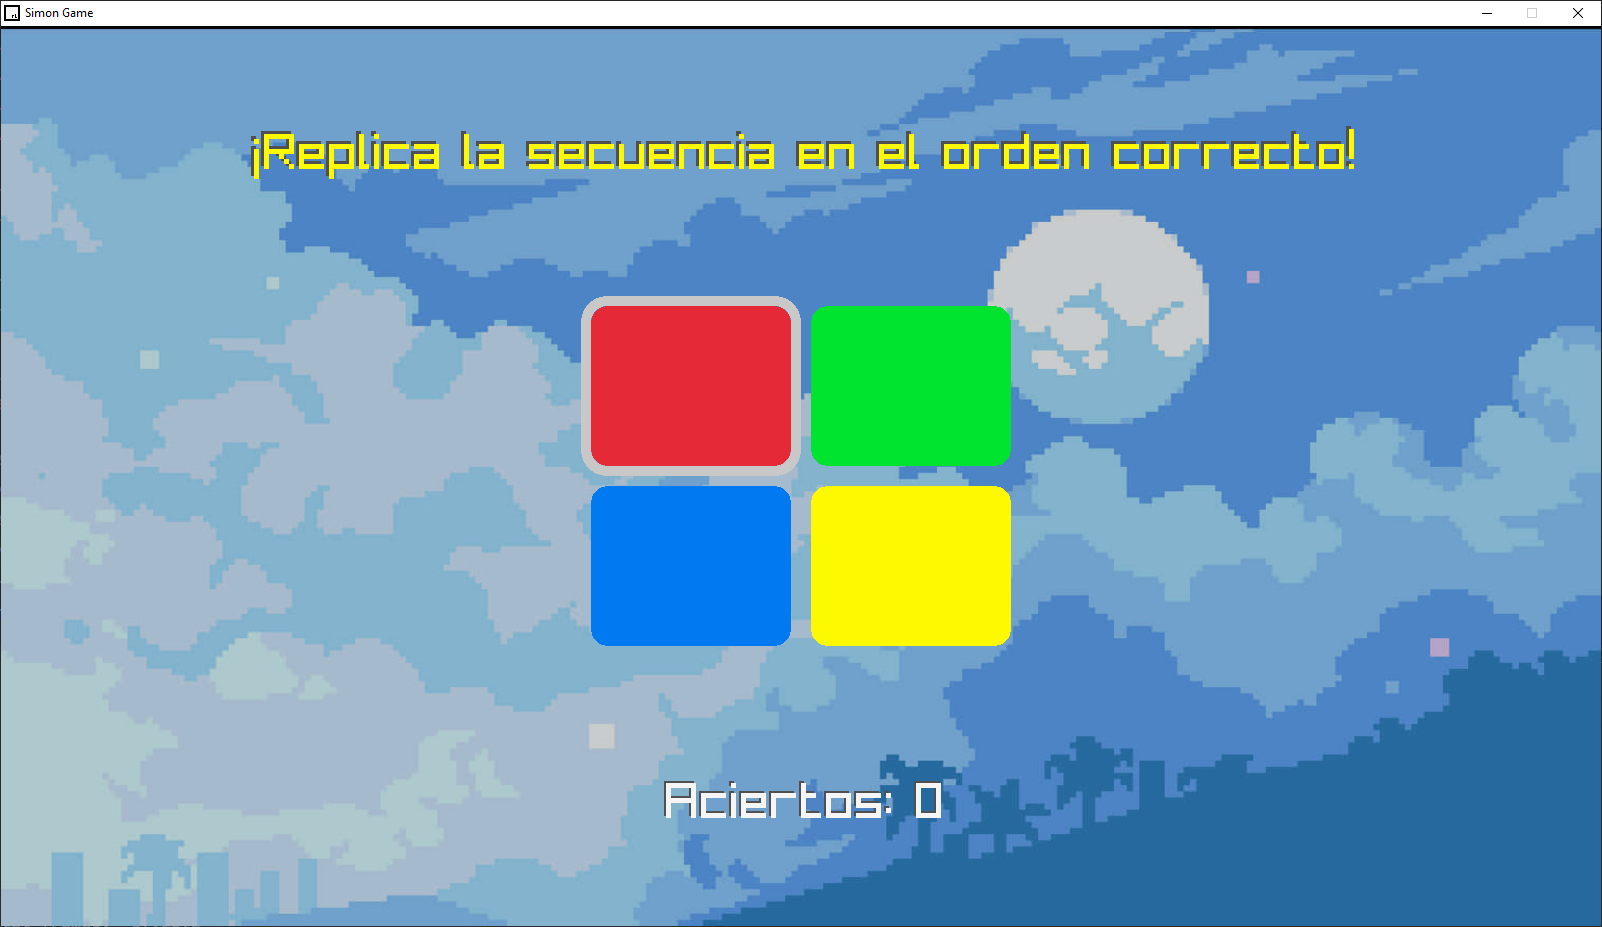 Simon Game
¡Replica la secuencia en el orden correcto!
Aciertos: 0